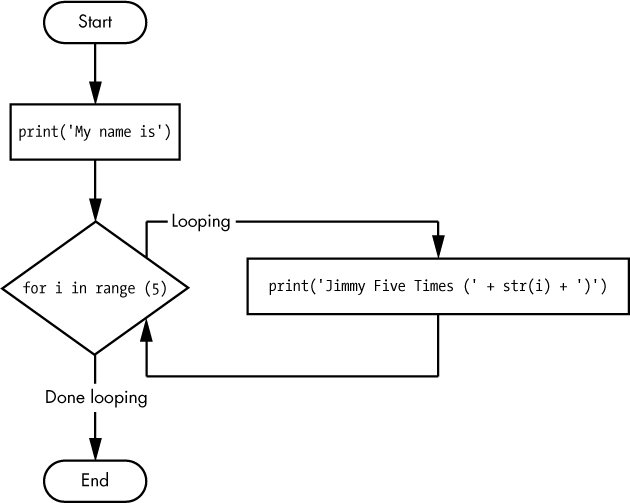 Start
print('My name is')
Looping
for i in range (5)
print('Jimmy Five Times (' + str(i) + ')')
Done looping
End